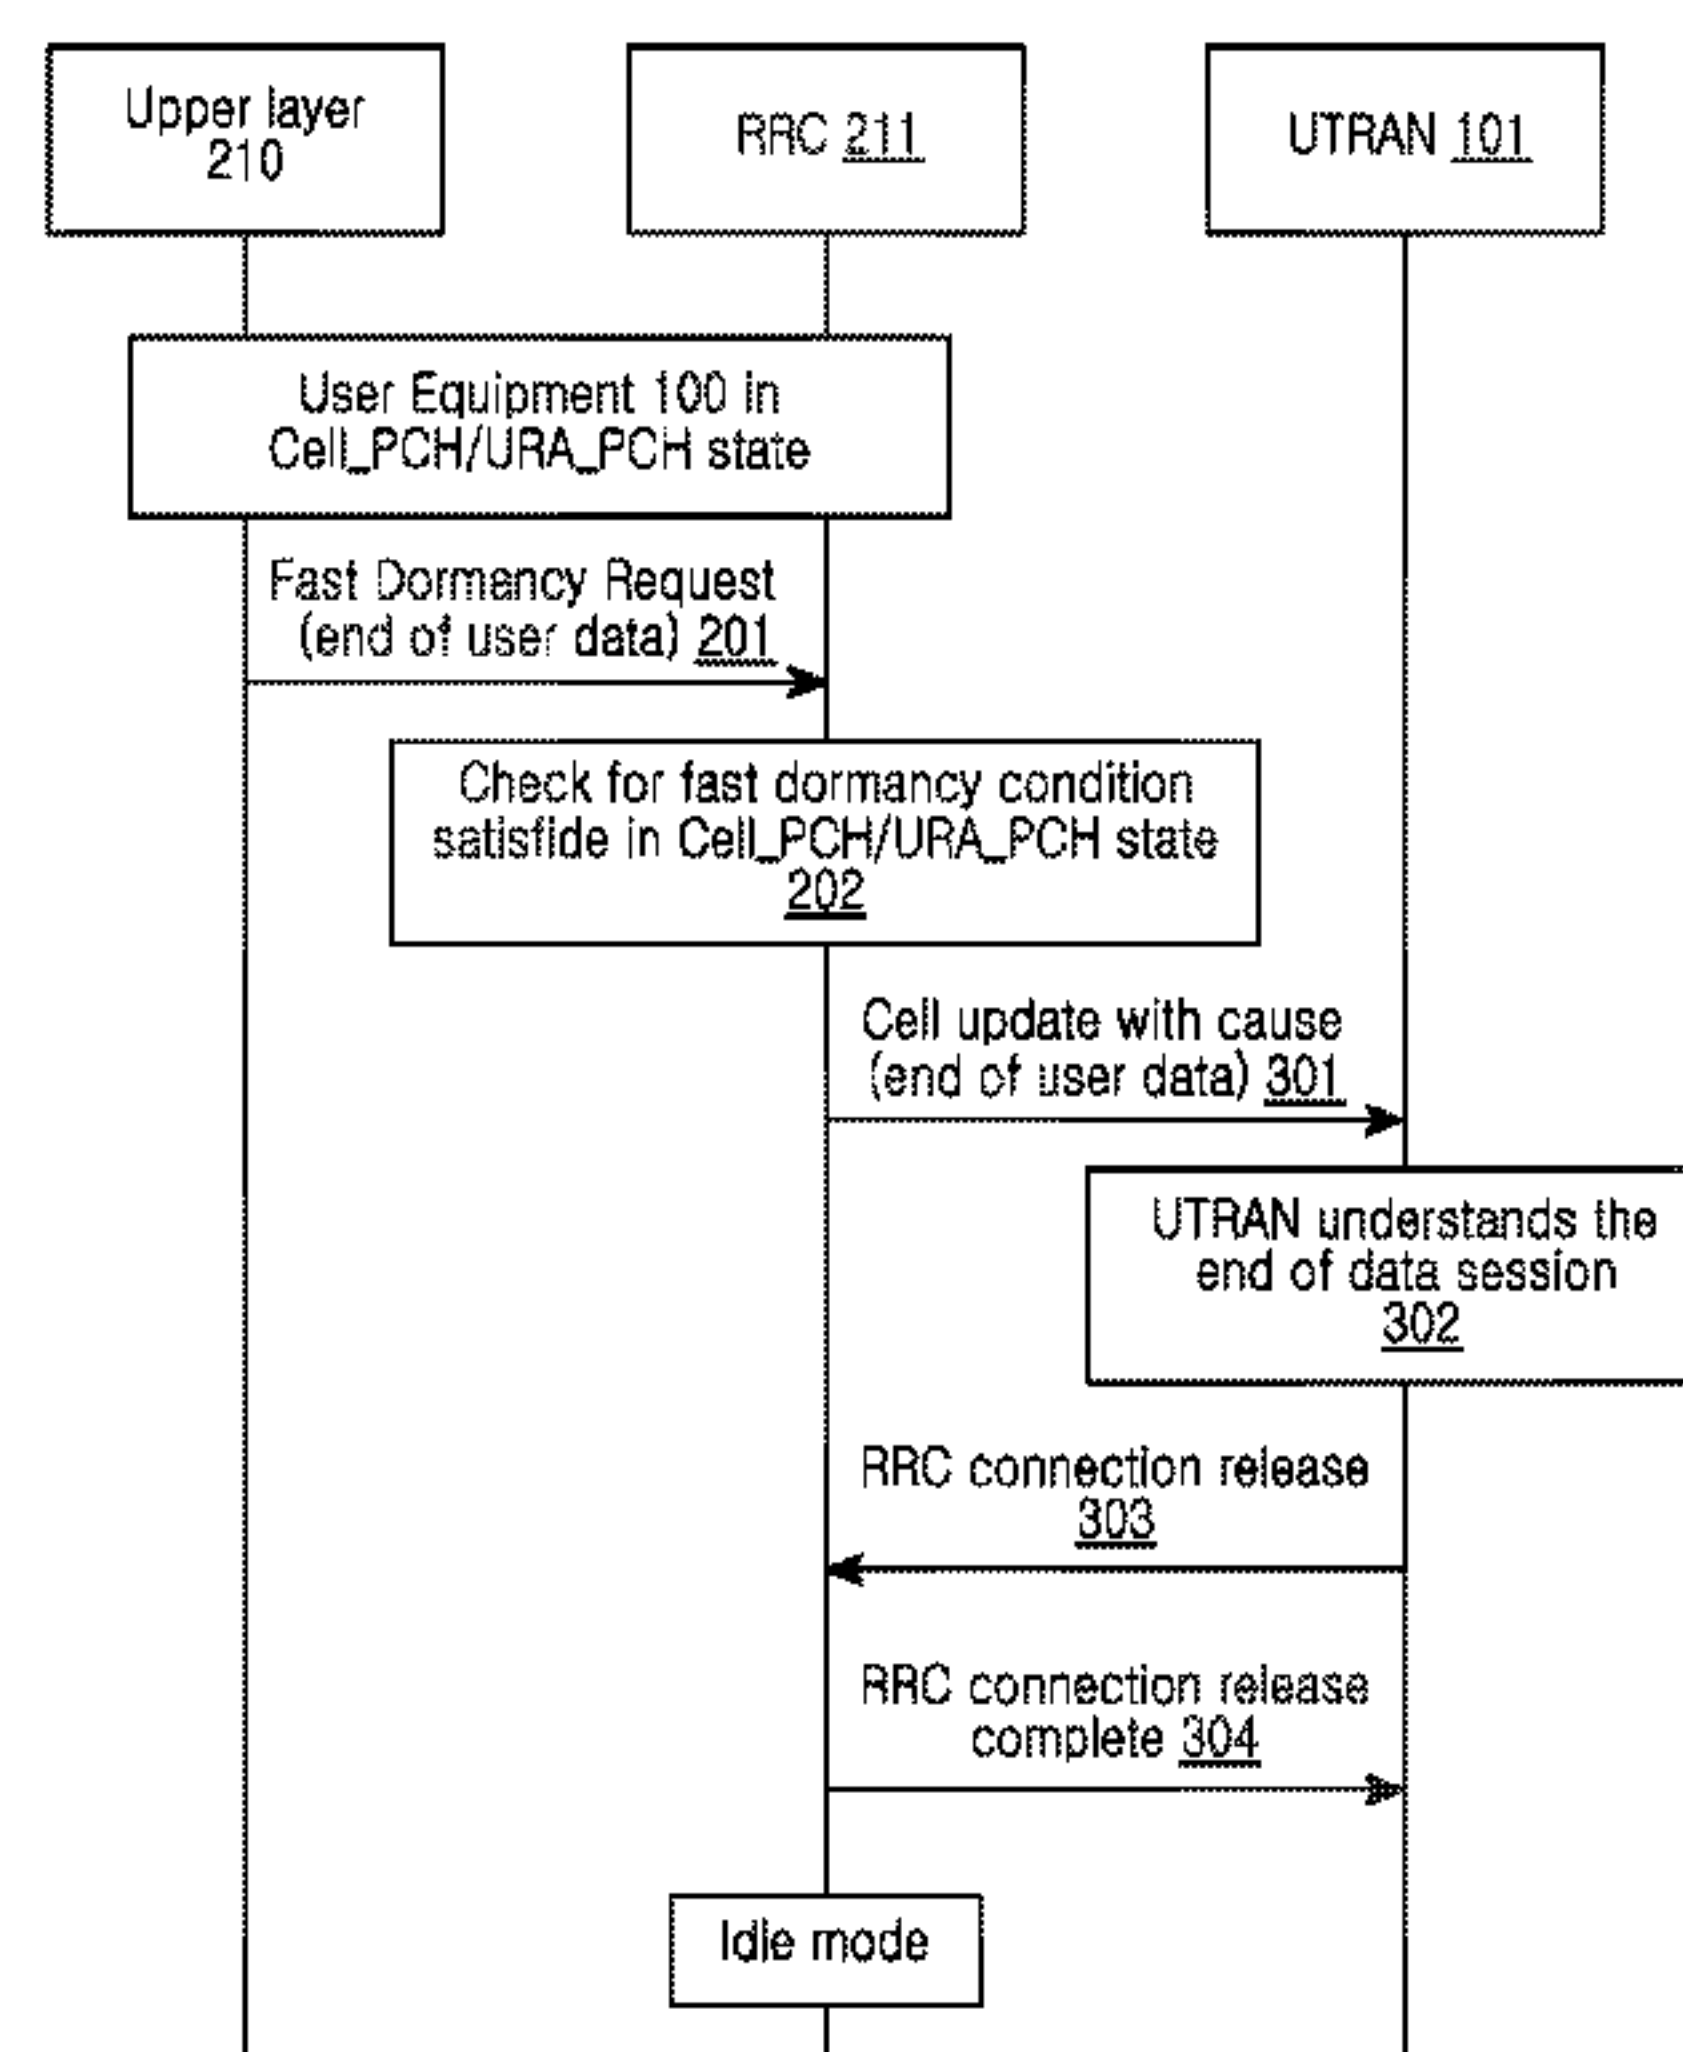 Upper layer
210
RRC 211
UTRAN 101
User Equipment 100 in
Cell_PCH/URA_PCH state
Fast Dormancy Request
(end of user data) 201
Check for fast dormancy condition
satisfide in Cell_PCH/URA_PCH state
202
Cell update with cause
(end of user data) 301
UTRAN understands the
end of data session
302
RRC connection release
303
RRC connection release
complete 304
Idle mode